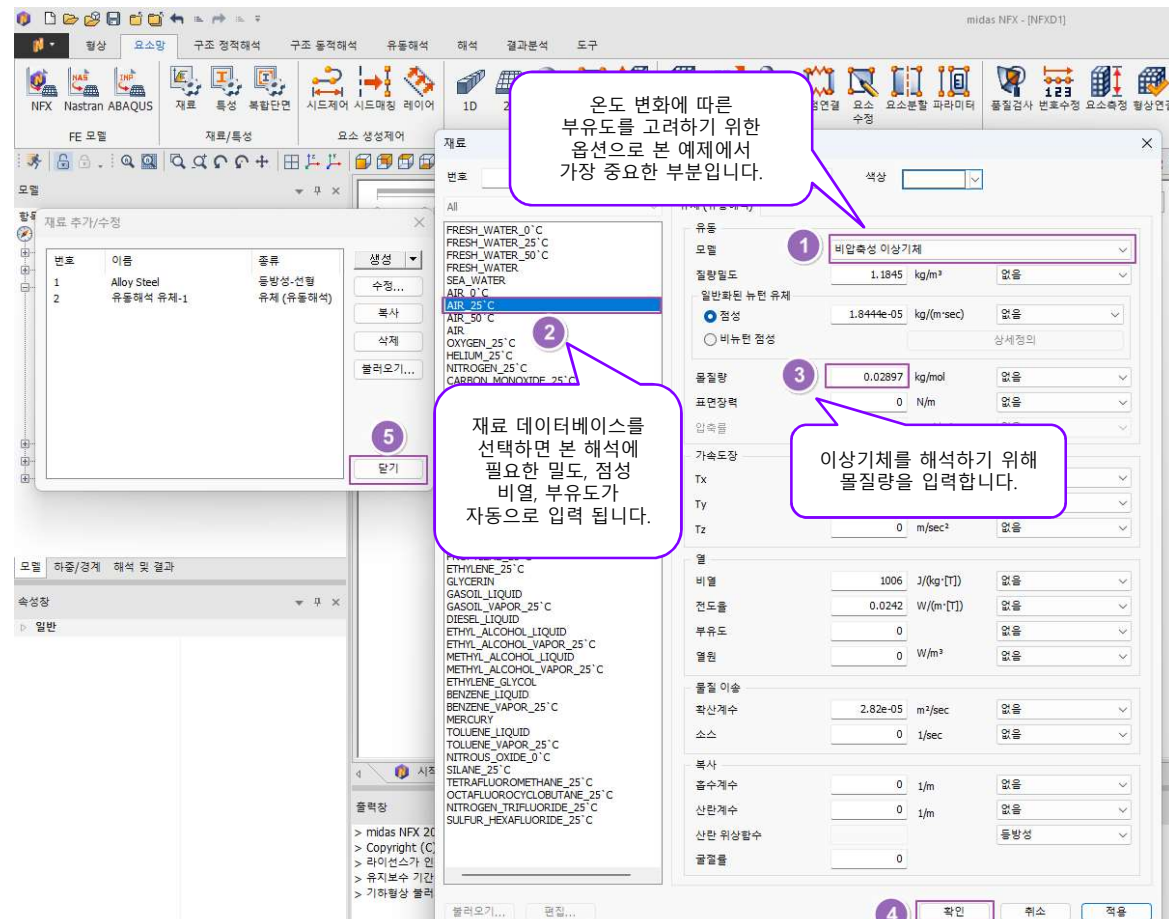 midas NFX - [NFXD1]
형상 요소망 구조 정적해석 구조 동적해석 유동해석 해석 결과분석 도구
NFX Nastran ABAQUS 재료 특성 복합단면 시드제어 시드매칭 레이어 1D 요소 수정 요소분할 파라미터 품질검사 번호수정 요소측정 형상연결
FE 모델 재료/특성 요소 생성제어
온도 변화에 따른
부유도를 고려하기 위한
옵션으로 본 예제에서
가장 중요한 부분입니다.
모델
재료 추가/수정
번호 이름 종류
1 Alloy Steel 등방성-선형
2 유동해석 유체-1 유체 (유동해석)
생성
수정...
복사
삭제
불러오기...
5
닫기
모델 하중/경계 해석 및 결과
속성창
일반
재료
번호 색상
All
FRESH_WATER_0`C
FRESH_WATER_25`C
FRESH_WATER_50`C
FRESH_WATER
SEA_WATER
AIR_0`C
AIR_25`C
AIR_50`C
AIR
OXYGEN_25`C
HELIUM_25`C
NITROGEN_25`C
CARBON_MONOXIDE_25`C
2
재료 데이터베이스를
선택하면 본 해석에
필요한 밀도, 점성
비열, 부유도가
자동으로 입력 됩니다.
ETHYLENE_25`C
GLYCERIN
GASOIL_LIQUID
GASOIL_VAPOR_25`C
DIESEL_LIQUID
ETHYL_ALCOHOL_LIQUID
ETHYL_ALCOHOL_VAPOR_25`C
METHYL_ALCOHOL_LIQUID
METHYL_ALCOHOL_VAPOR_25`C
ETHYLENE_GLYCOL
BENZENE_LIQUID
BENZENE_VAPOR_25`C
MERCURY
TOLUENE_LIQUID
TOLUENE_VAPOR_25`C
NITROUS_OXIDE_0`C
SILANE_25`C
TETRAFLUOROMETHANE_25`C
OCTAFLUOROCYCLOBUTANE_25`C
NITROGEN_TRIFLUORIDE_25`C
SULFUR_HEXAFLUORIDE_25`C
불러오기... 편집...
유동
모델 1 비압축성 이상기체
질량밀도 1.1845 kg/m³ 없음
일반화된 뉴턴 유체
점성 1.8444e-05 kg/(m·sec) 없음
비뉴턴 점성 상세정의
몰질량 3 0.02897 kg/mol 없음
표면장력 0 N/m 없음
압축률
이상기체를 해석하기 위해
몰질량을 입력합니다.
가속도장
Tx
Ty
Tz 0 m/sec² 없음
열
비열 1006 J/(kg·[T]) 없음
전도율 0.0242 W/(m·[T]) 없음
부유도 0 없음
열원 0 W/m³ 없음
물질 이송
확산계수 2.82e-05 m²/sec 없음
소스 0 1/sec 없음
복사
흡수계수 0 1/m 없음
산란계수 0 1/m 없음
산란 위상함수 등방성
굴절률 0
4 확인 취소 적용
출력창
> midas NFX 20
> Copyright (C)
> 라이선스가 인
> 유지보수 기간
> 기하형상 불러